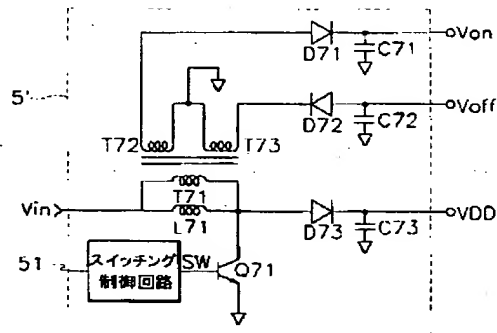 Von
D71 C71
5'
Voff
T72 T73 D72 C72
T71
Vin L71 VDD
D73 C73
51 スイッチング SW Q71
制御回路